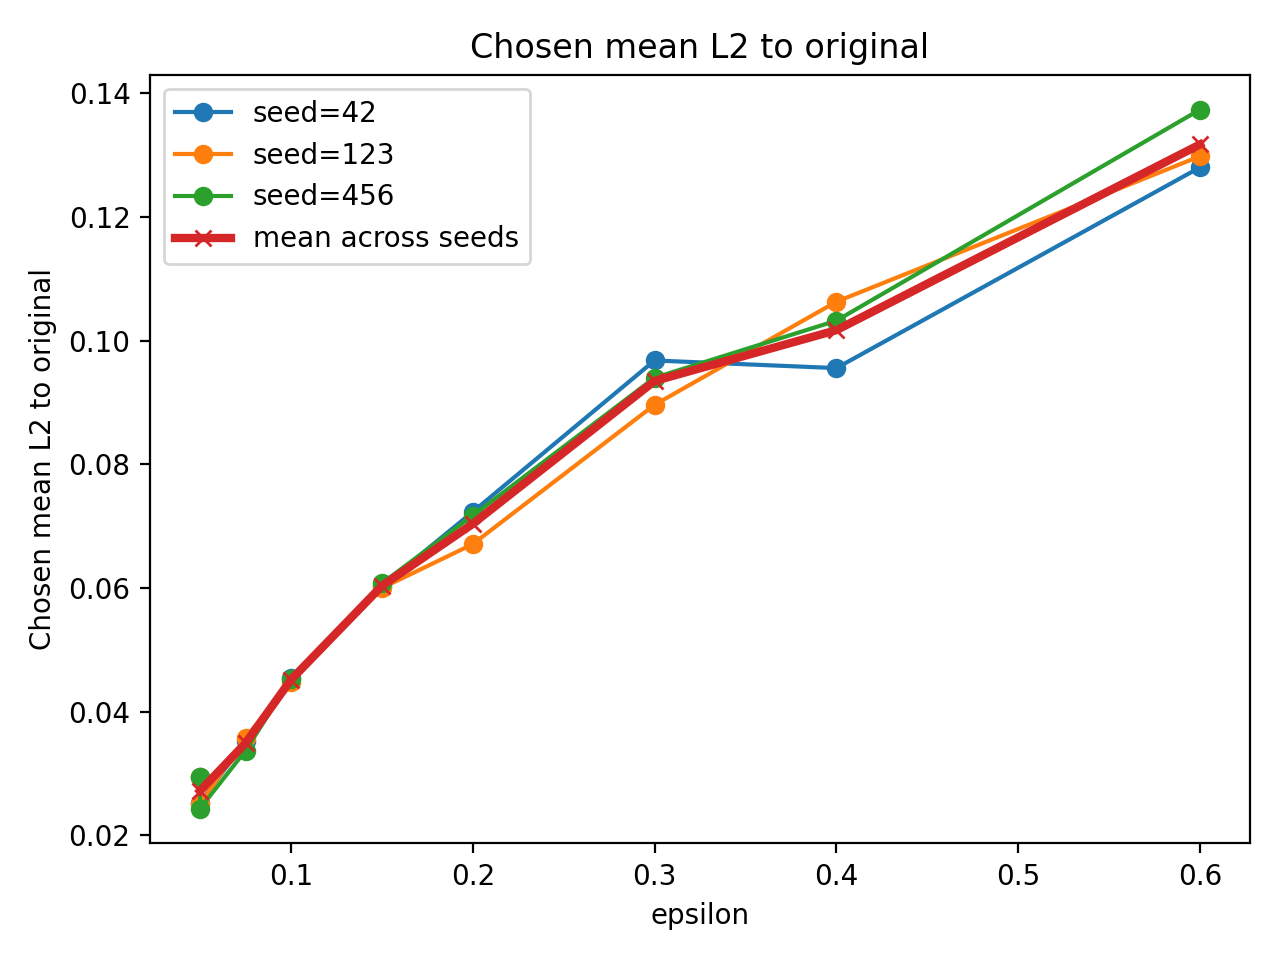 Chosen mean L2 to original
seed=42
seed=123
seed=456
mean across seeds
Chosen mean L2 to original
0.14
0.12
0.10
0.08
0.06
0.04
0.02
0.1 0.2 0.3 0.4 0.5 0.6
epsilon